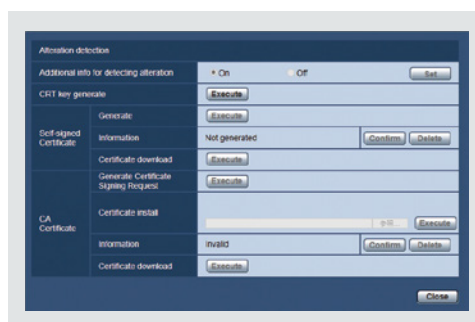 Alteration detection
Additional info for detecting alteration On Off Set
CRT key generate Execute
Self-signed Certificate
Generate Execute
Information Not generated Confirm Delete
Certificate download Execute
CA Certificate
Generate Certificate Signing Request Execute
Certificate install Execute
Information Invalid Confirm Delete
Certificate download Execute
Close